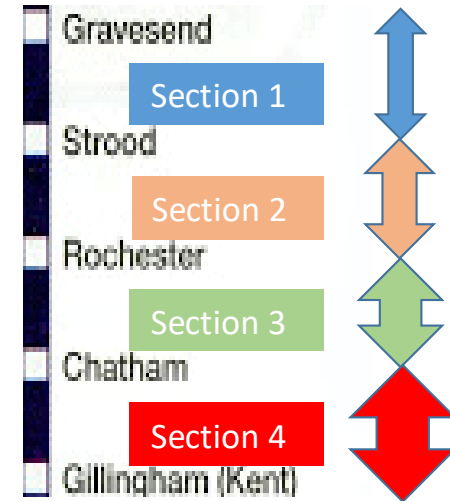 Gravesend
Section 1
Strood
Section 2
Rochester
Section 3
Chatham
Section 4
Gillingham (Kent)